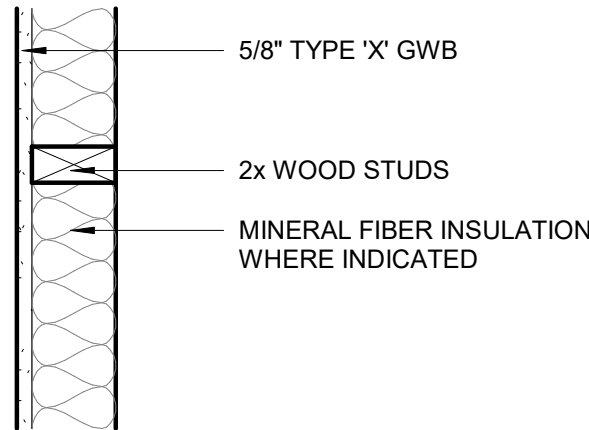 5/8" TYPE 'X' GWB
2x WOOD STUDS
MINERAL FIBER INSULATION
WHERE INDICATED